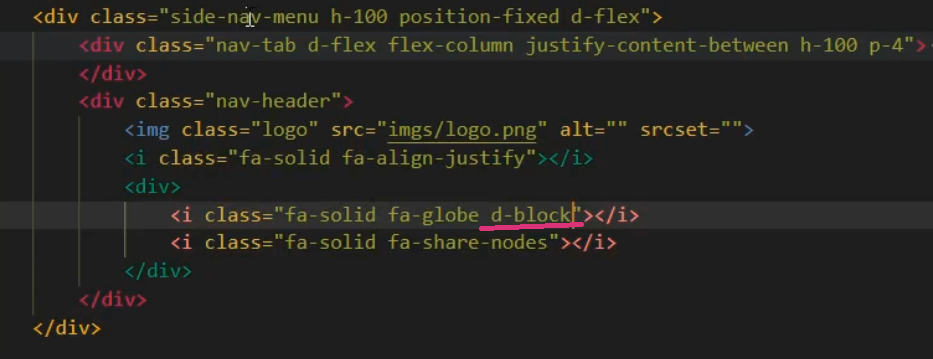 <div class="side-nav-menu h-100 position-fixed d-flex">
<div class="nav-tab d-flex flex-column justify-content-between h-100 p-4">
</div>
<div class="nav-header">
<img class="logo" src="imgs/logo.png" alt="" srcset="">
<i class="fa-solid fa-align-justify"></i>
<div>
<i class="fa-solid fa-globe d-block"></i>
<i class="fa-solid fa-share-nodes"></i>
</div>
</div>
</div>